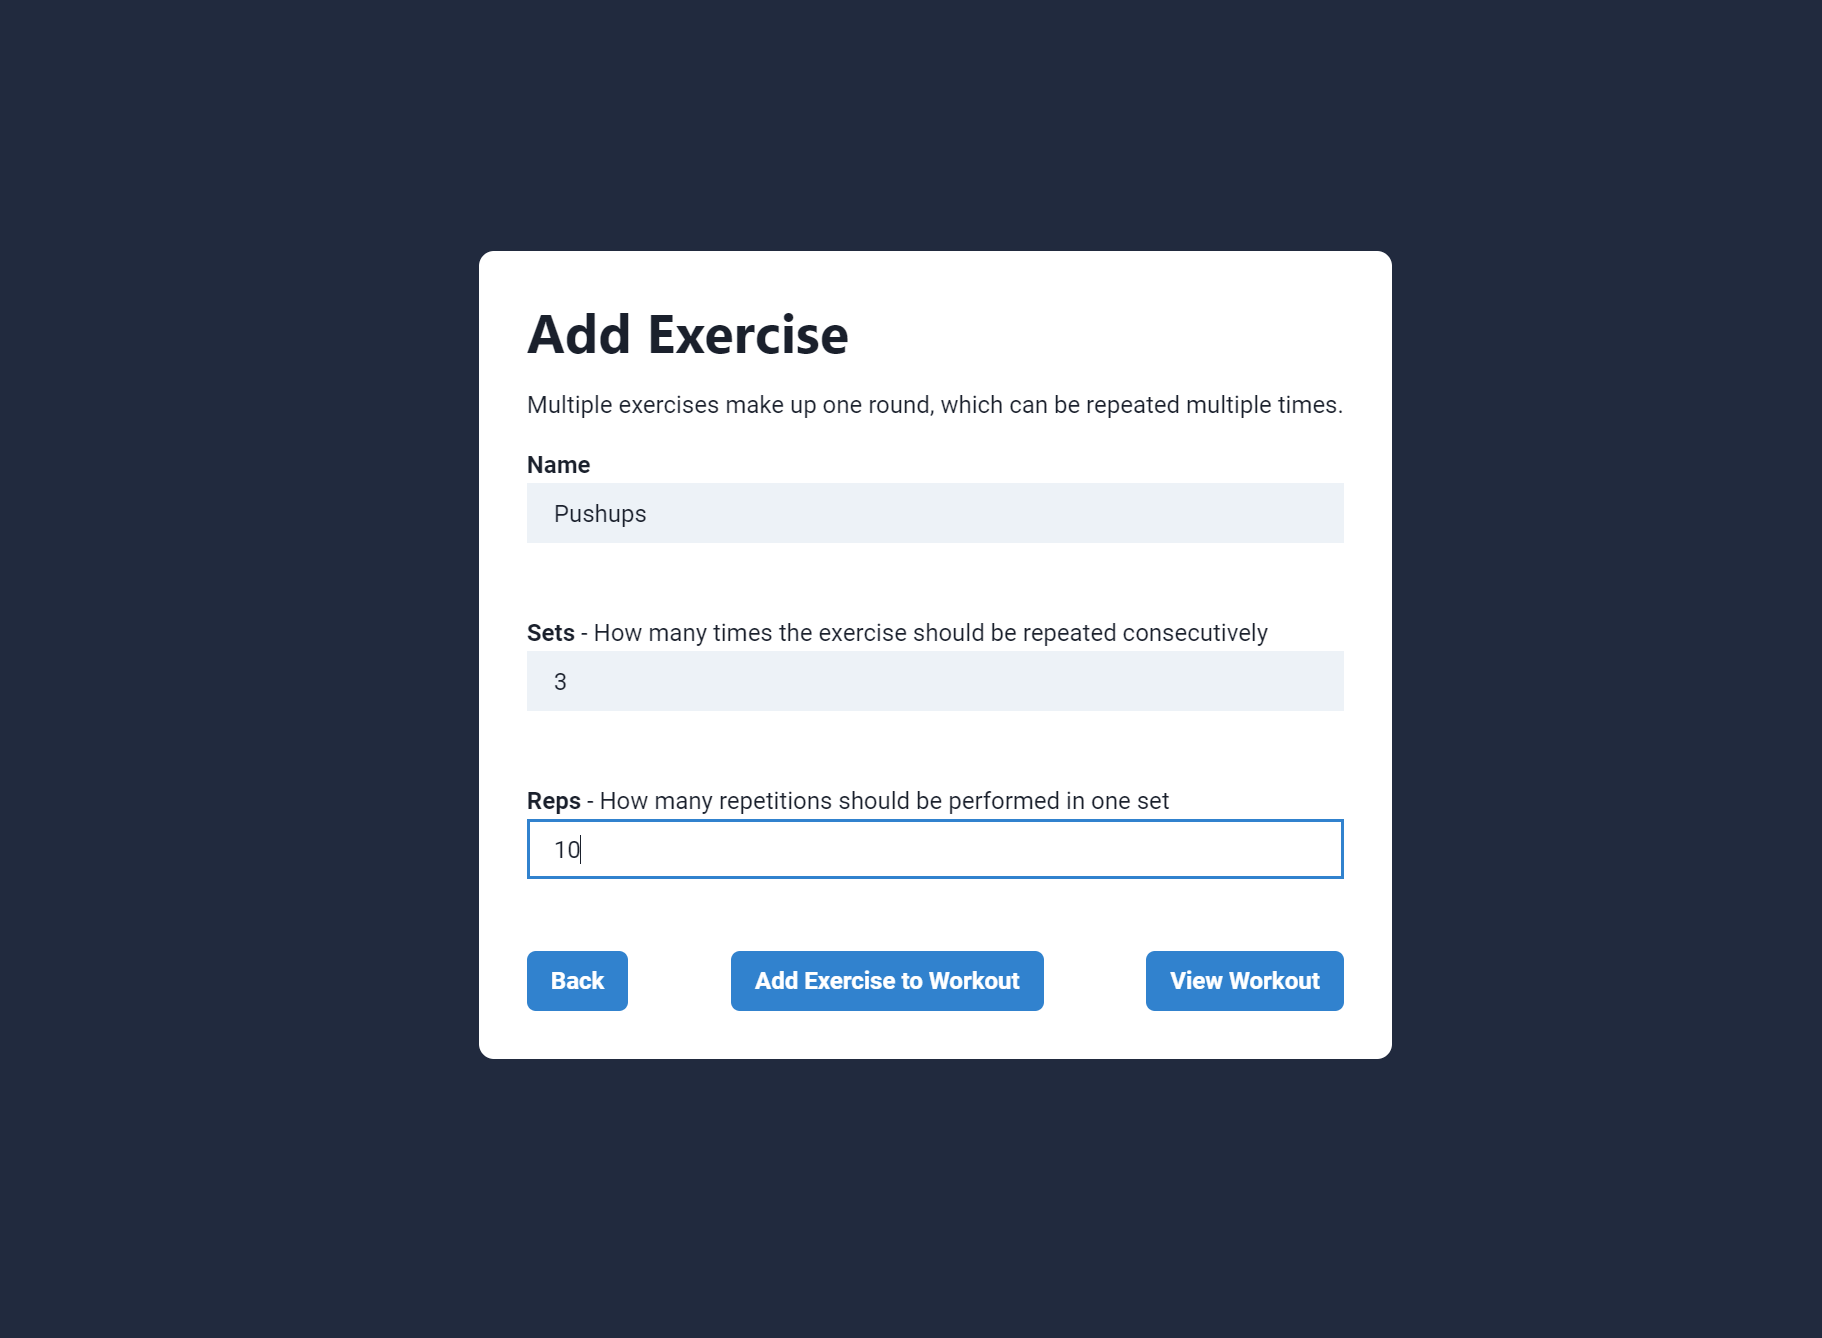 Add Exercise
Multiple exercises make up one round, which can be repeated multiple times.
Name
Pushups
Sets - How many times the exercise should be repeated consecutively
3
Reps - How many repetitions should be performed in one set
10
Back
Add Exercise to Workout
View Workout